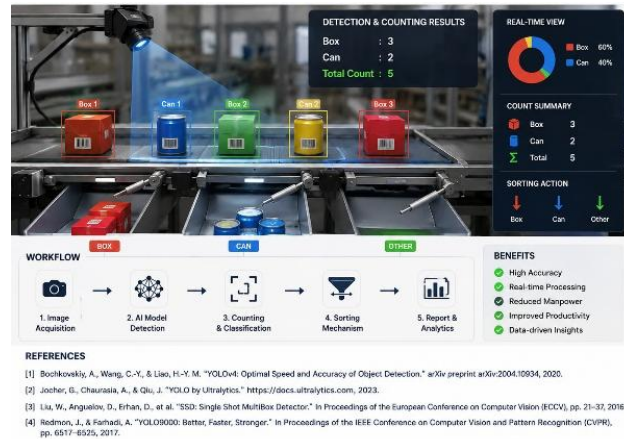 DETECTION & COUNTING RESULTS
Box : 3
Can : 2
Total Count : 5
REAL-TIME VIEW
Box 60%
Can 40%
COUNT SUMMARY
Box 3
Can 2
Total 5
SORTING ACTION
Box Can Other
Box 1 Can 1 Box 2 Can 2 Box 3
BOX CAN OTHER
WORKFLOW
1. Image
Acquisition
2. AI Model
Detection
3. Counting
& Classification
4. Sorting
Mechanism
5. Report &
Analytics
BENEFITS
High Accuracy
Real-time Processing
Reduced Manpower
Improved Productivity
Data-driven Insights
REFERENCES
[1] Bochkovskiy, A., Wang, C.-Y., & Liao, H.-Y. M. "YOLOv4: Optimal Speed and Accuracy of Object Detection." arXiv preprint arXiv:2004.10934, 2020.
[2] Jocher, G., Chaurasia, A., & Qiu, J. "YOLO by Ultralytics." https://docs.ultralytics.com, 2023.
[3] Liu, W., Anguelov, D., Erhan, D., et al. "SSD: Single Shot MultiBox Detector." In Proceedings of the European Conference on Computer Vision (ECCV), pp. 21–37, 2016
[4] Redmon, J., & Farhadi, A. "YOLO9000: Better, Faster, Stronger." In Proceedings of the IEEE Conference on Computer Vision and Pattern Recognition (CVPR),
pp. 6517–6525, 2017.